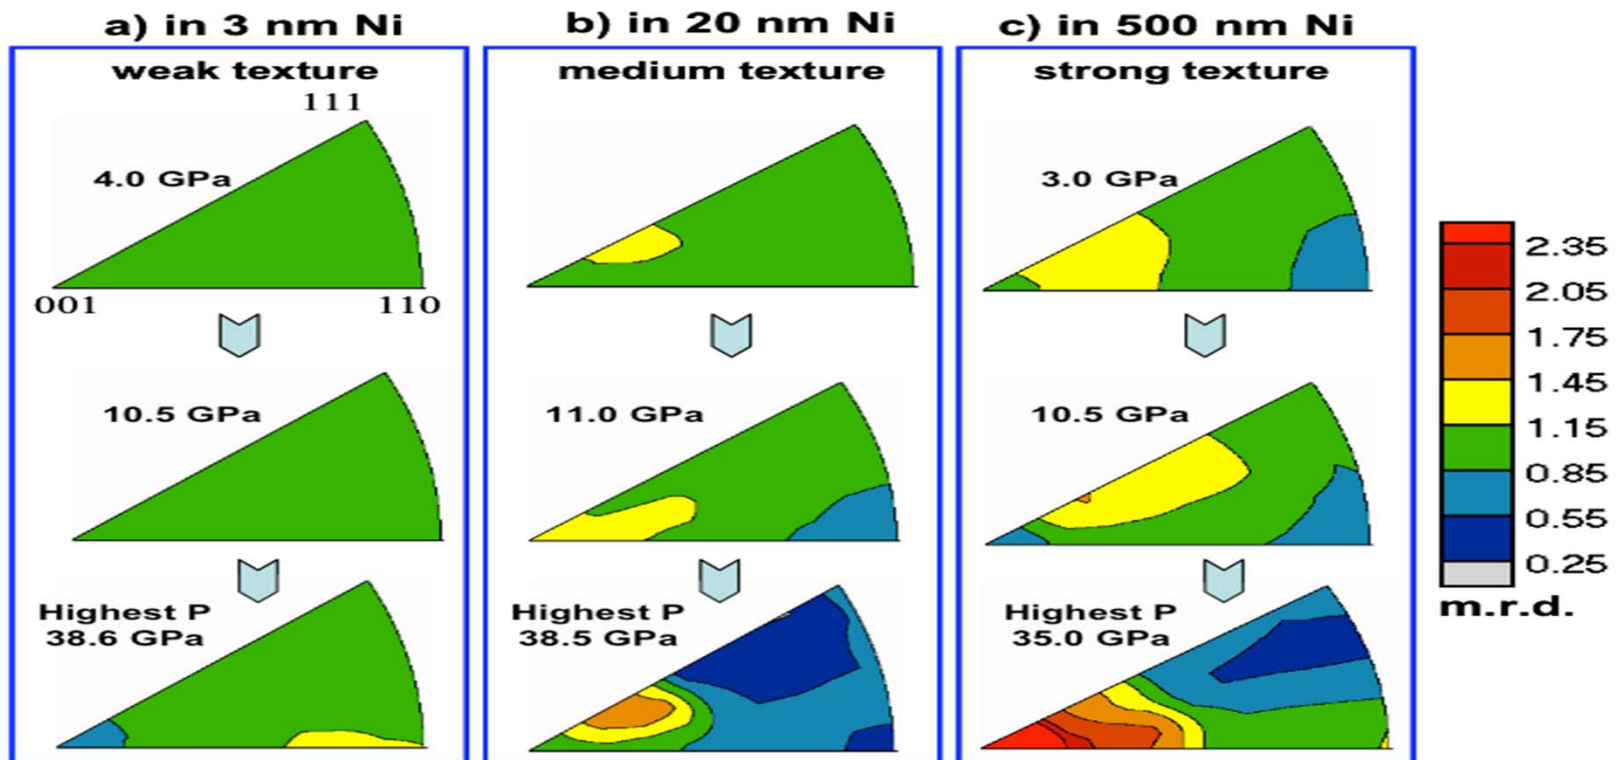 a) in 3 nm Ni
weak texture
111
4.0 GPa
001
110
10.5 GPa
Highest P
38.6 GPa
b) in 20 nm Ni
medium texture
11.0 GPa
Highest P
38.5 GPa
c) in 500 nm Ni
strong texture
3.0 GPa
10.5 GPa
Highest P
35.0 GPa
2.35
2.05
1.75
1.45
1.15
0.85
0.55
0.25
m.r.d.